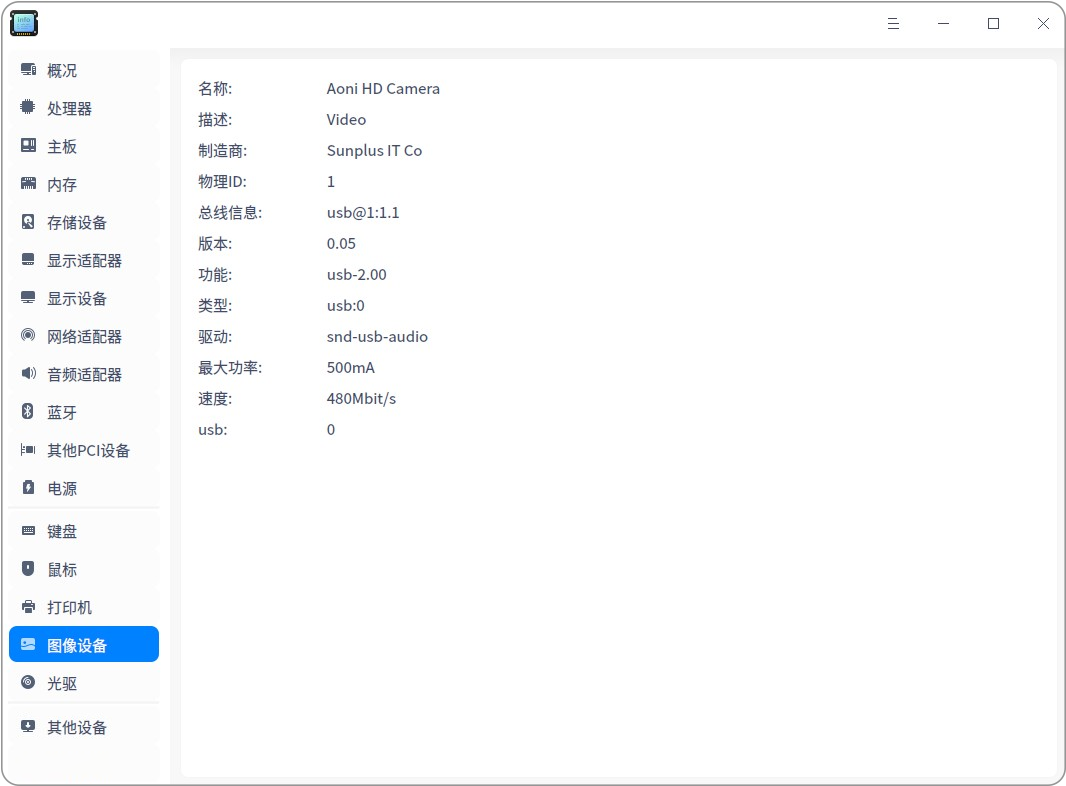 info
概况
处理器
主板
内存
存储设备
显示适配器
显示设备
网络适配器
音频适配器
蓝牙
其他PCI设备
电源
键盘
鼠标
打印机
图像设备
光驱
其他设备
名称: Aoni HD Camera
描述: Video
制造商: Sunplus IT Co
物理ID: 1
总线信息: usb@1:1.1
版本: 0.05
功能: usb-2.00
类型: usb:0
驱动: snd-usb-audio
最大功率: 500mA
速度: 480Mbit/s
usb: 0